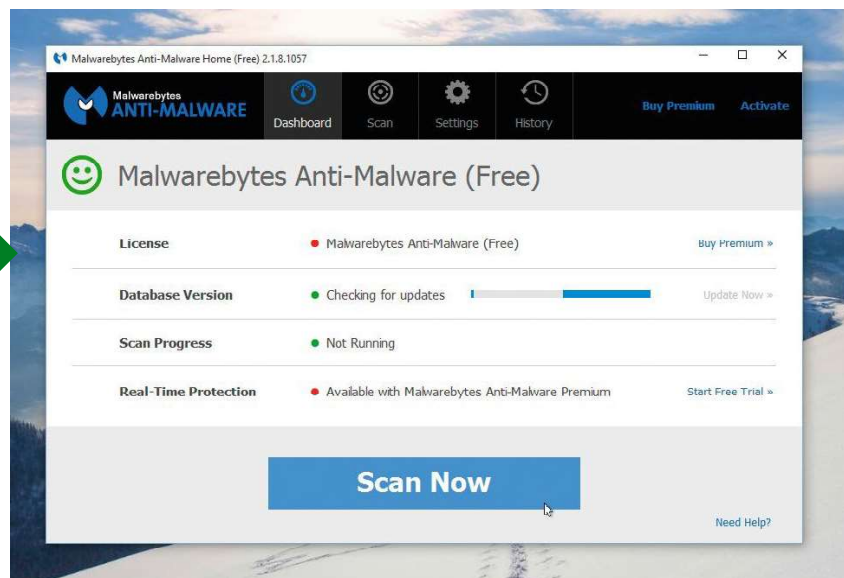 Malwarebytes Anti-Malware Home (Free) 2.1.8.1057
Malwarebytes
ANTI-MALWARE
Dashboard
Scan
Settings
History
Buy Premium
Activate
Malwarebytes Anti-Malware (Free)
License
Malwarebytes Anti-Malware (Free)
Buy Premium »
Database Version
Checking for updates
Update Now »
Scan Progress
Not Running
Real-Time Protection
Available with Malwarebytes Anti-Malware Premium
Start Free Trial »
Scan Now
Need Help?